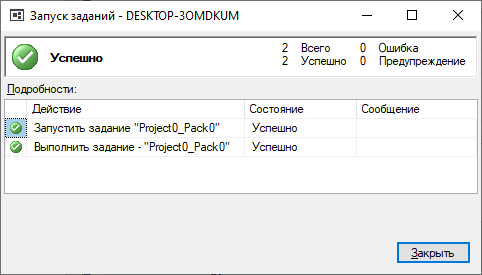 Запуск заданий - DESKTOP-3OMDKUM
Успешно
2 Всего 0 Ошибка
2 Успешно 0 Предупреждение
Подробности:
Действие Состояние Сообщение
Запустить задание "Project0_Pack0" Успешно
Выполнить задание - "Project0_Pack0" Успешно
Закрыть